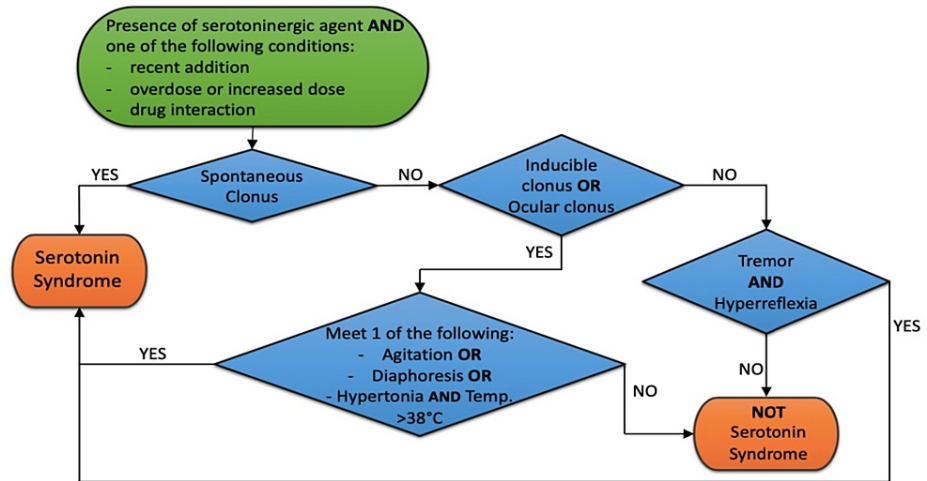 Presence of serotoninergic agent AND
one of the following conditions:
- recent addition
- overdose or increased dose
- drug interaction
YES
Spontaneous
Clonus
NO
Inducible
clonus OR
Ocular clonus
NO
Serotonin
Syndrome
YES
Tremor
AND
Hyperreflexia
YES
YES
Meet 1 of the following:
- Agitation OR
- Diaphoresis OR
- Hypertonia AND Temp.
>38°C
NO
NO
NOT
Serotonin
Syndrome